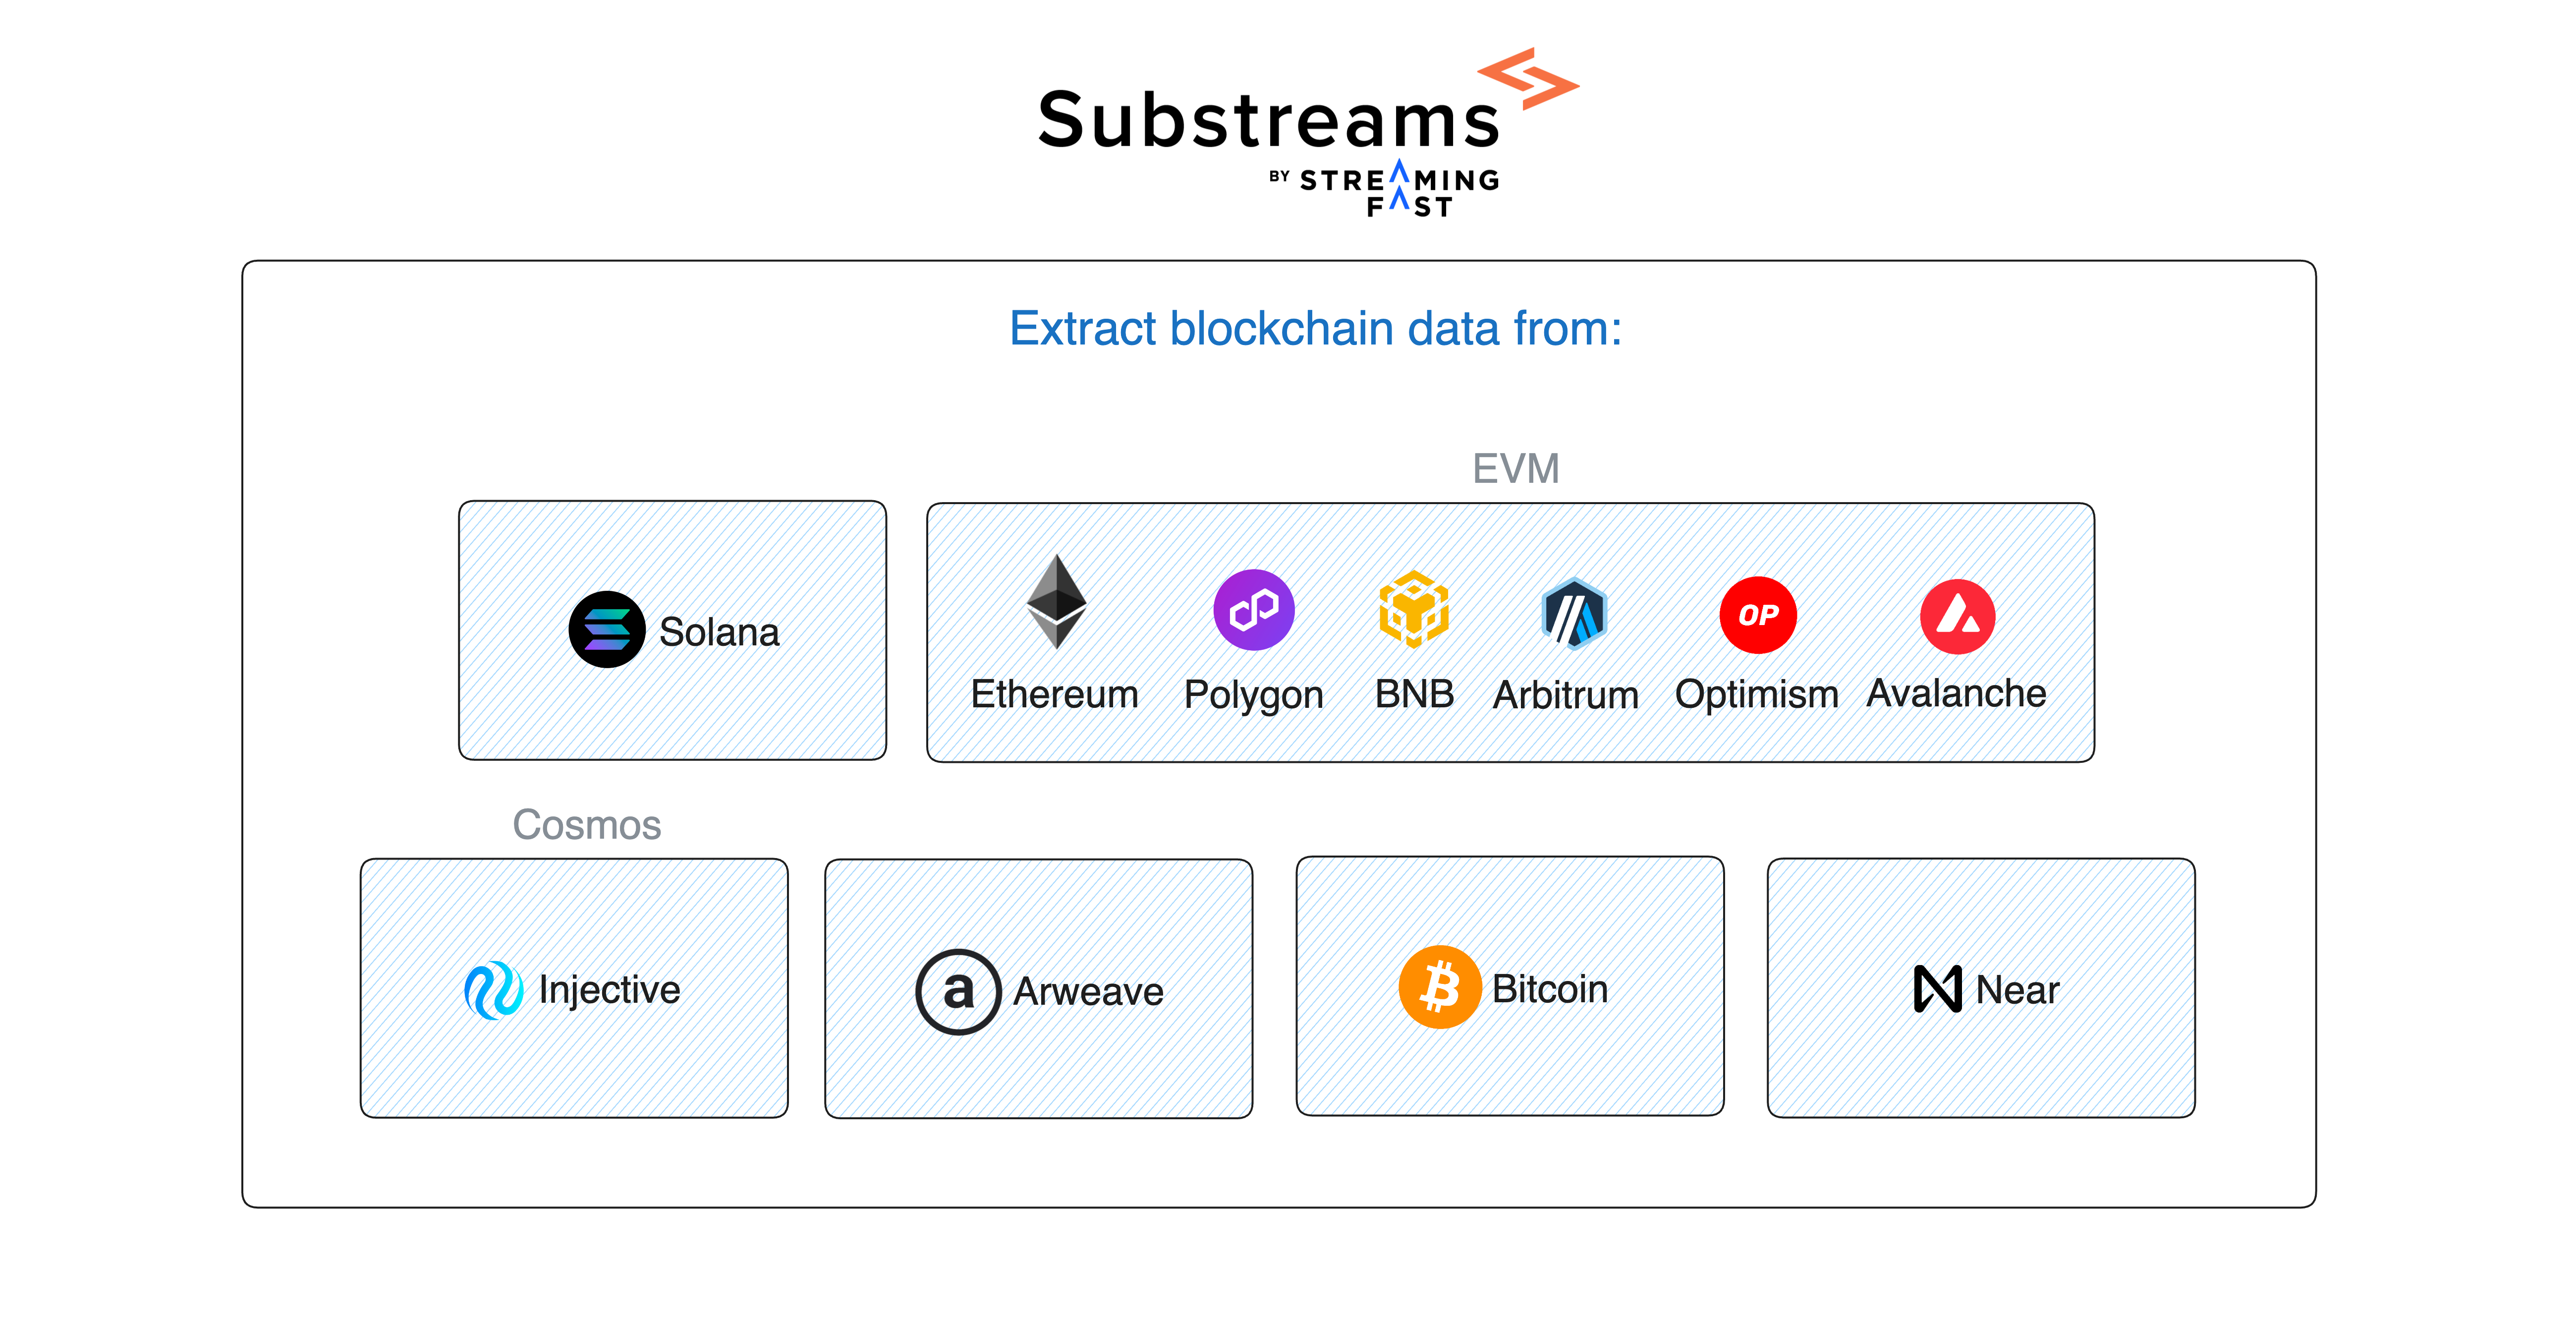 Substreams
BY STREAMING
FAST
Extract blockchain data from:
EVM
Solana
Ethereum Polygon BNB Arbitrum OP Optimism Avalanche
Cosmos
Injective
a Arweave
Bitcoin
Near